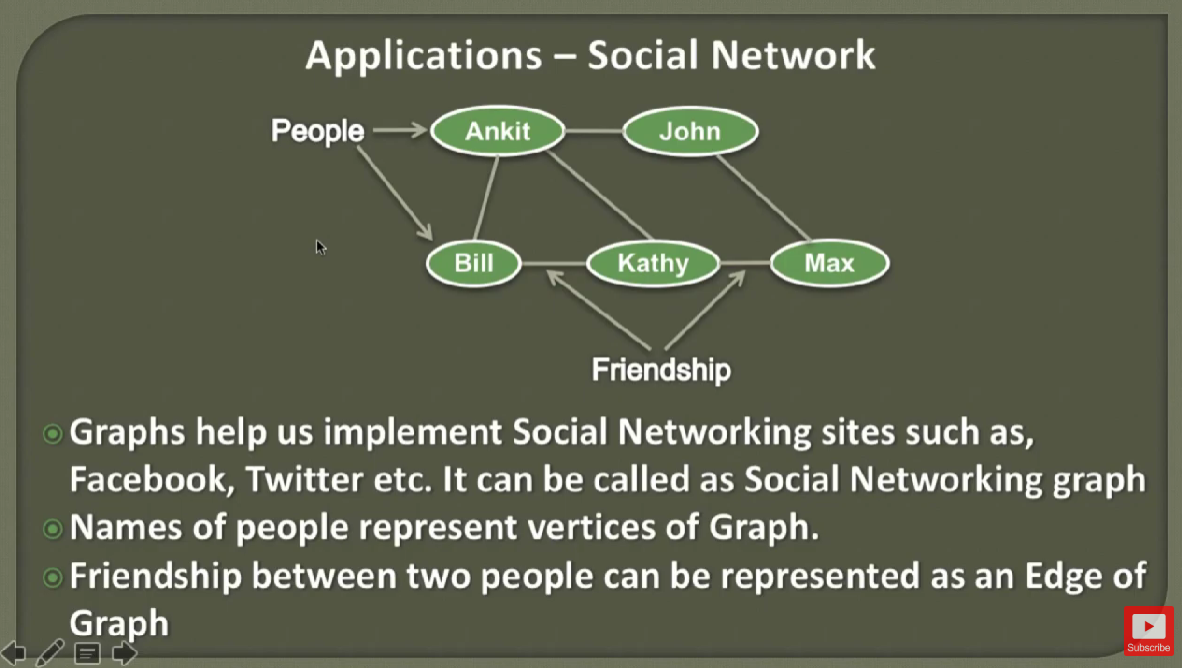 Applications – Social Network
People
Ankit
John
Bill
Kathy
Max
Friendship
Graphs help us implement Social Networking sites such as,
Facebook, Twitter etc. It can be called as Social Networking graph
Names of people represent vertices of Graph.
Friendship between two people can be represented as an Edge of
Graph
Subscribe